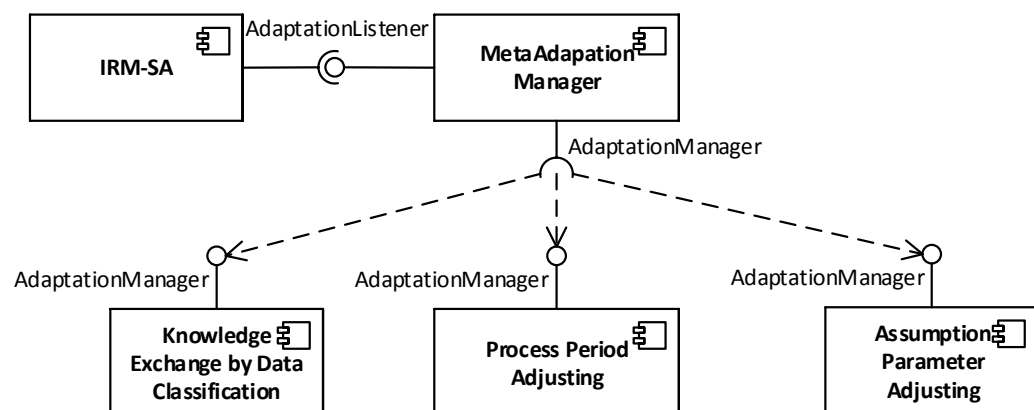 AdaptationListener
IRM-SA
MetaAdapation
Manager
AdaptationManager
AdaptationManager
AdaptationManager
AdaptationManager
Knowledge
Exchange by Data
Classification
Process Period
Adjusting
Assumption
Parameter
Adjusting